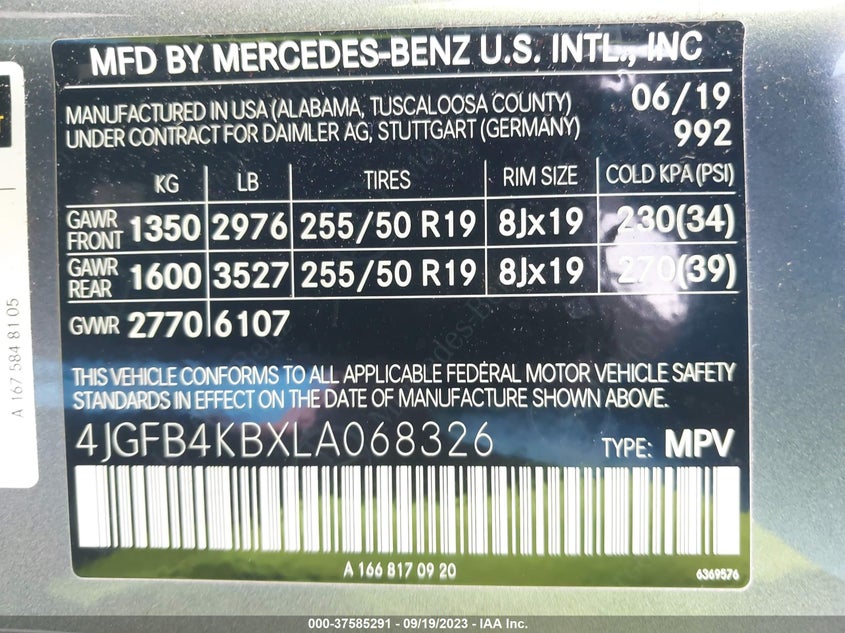 MFD BY MERCEDES-BENZ U.S. INTL., INC
MANUFACTURED IN USA (ALABAMA, TUSCALOOSA COUNTY) 06/19
UNDER CONTRACT FOR DAIMLER AG, STUTTGART (GERMANY) 992
KG LB TIRES RIM SIZE COLD KPA (PSI)
GAWR FRONT 1350 2976 255/50 R19 8Jx19 230(34)
GAWR REAR 1600 3527 255/50 R19 8Jx19 270(39)
GVWR 2770 6107
THIS VEHICLE CONFORMS TO ALL APPLICABLE FEDERAL MOTOR VEHICLE SAFETY
STANDARDS IN EFFECT ON THE DATE OF MANUFACTURE SHOWN ABOVE.
4JGFB4KBXLA068326 TYPE: MPV
A 166 817 09 20 6369576
A 167 584 81 05
000-37585291 - 09/19/2023 - IAA Inc.